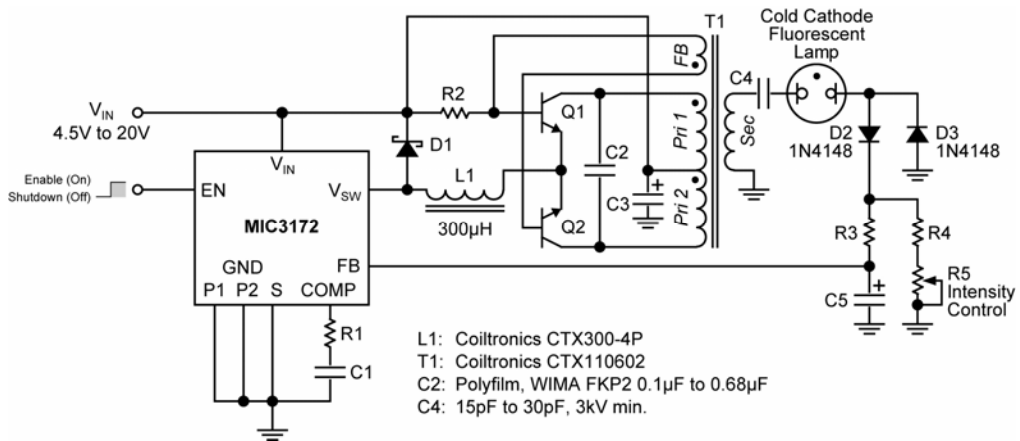 Cold Cathode
Fluorescent
Lamp
T1
FB
C4
R2
Q1
V_IN
4.5V to 20V
D1
C2
Pri 1
Sec
D2
1N4148
D3
1N4148
V_IN
L1
Enable (On)
Shutdown (Off)
EN
V_SW
C3
Pri 2
MIC3172
300µH
Q2
R3
R4
GND
FB
P1 P2 S COMP
C5
R5
Intensity
Control
R1
C1
L1: Coiltronics CTX300-4P
T1: Coiltronics CTX110602
C2: Polyfilm, WIMA FKP2 0.1µF to 0.68µF
C4: 15pF to 30pF, 3kV min.